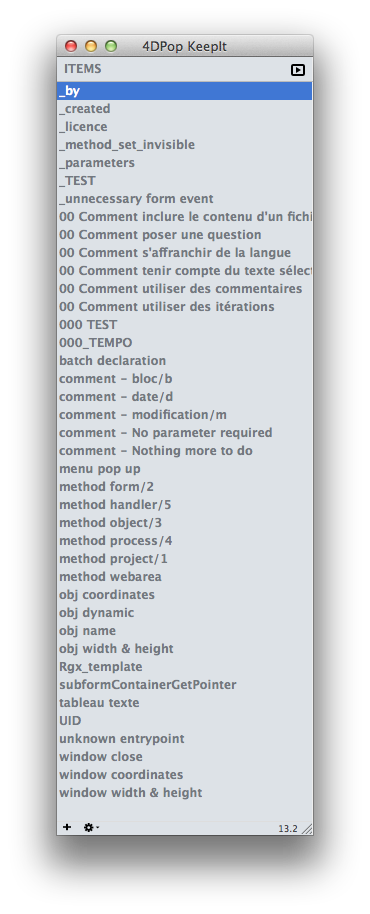 4DPop KeepIt
ITEMS
_by
_created
_licence
_method_set_invisible
_parameters
_TEST
_unnecessary form event
00 Comment inclure le contenu d'un fichi
00 Comment poser une question
00 Comment s'affranchir de la langue
00 Comment tenir compte du texte sélect
00 Comment utiliser des commentaires
00 Comment utiliser des itérations
000 TEST
000_TEMPO
batch declaration
comment - bloc/b
comment - date/d
comment - modification/m
comment - No parameter required
comment - Nothing more to do
menu pop up
method form/2
method handler/5
method object/3
method process/4
method project/1
method webarea
obj coordinates
obj dynamic
obj name
obj width & height
Rgx_template
subformContainerGetPointer
tableau texte
UID
unknown entrypoint
window close
window coordinates
window width & height
13.2